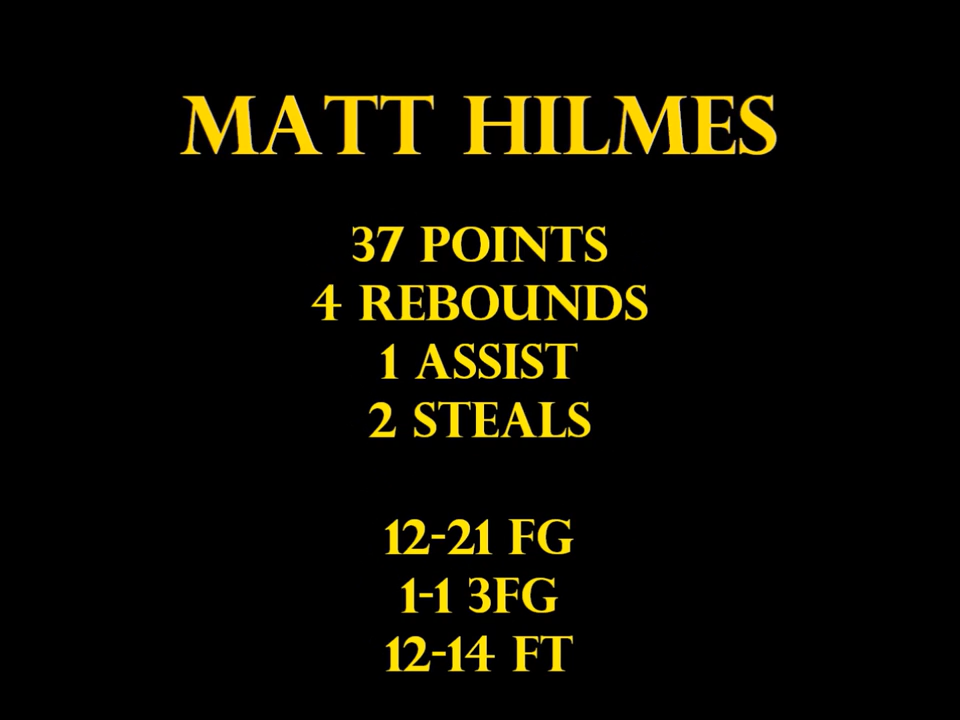 MATT HILMES
37 POINTS
4 REBOUNDS
1 ASSIST
2 STEALS
12-21 FG
1-1 3FG
12-14 FT